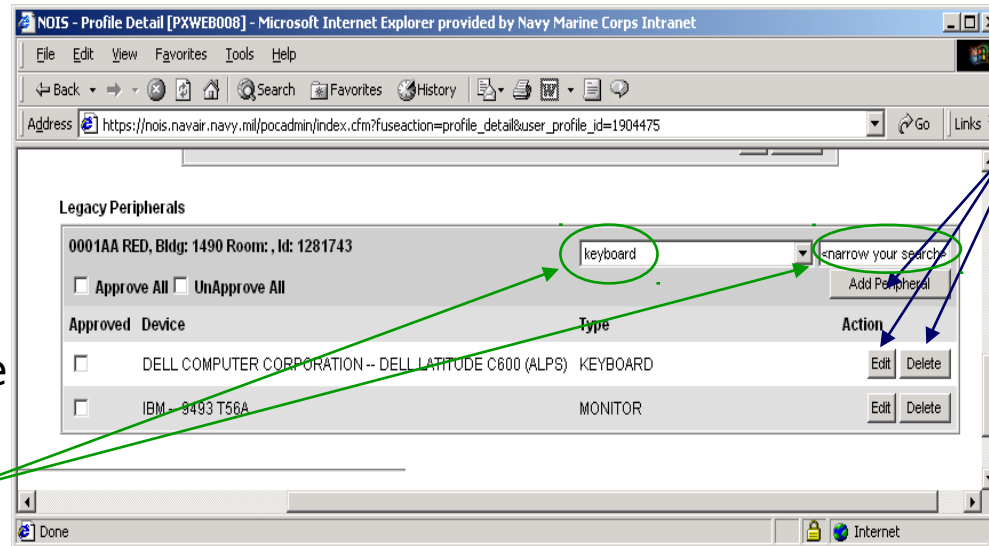 NOIS - Profile Detail [PXWEB008] - Microsoft Internet Explorer provided by Navy Marine Corps Intranet
File Edit View Favorites Tools Help
Back Search Favorites History
Address https://nois.navair.navy.mil/pocadmin/index.cfm?fuseaction=profile_detail&user_profile_id=1904475 Go Links
Legacy Peripherals
0001AA RED, Bldg: 1490 Room: , Id: 1281743 keyboard <narrow your search>
Approve All UnApprove All Add Peripheral
Approved Device Type Action
DELL COMPUTER CORPORATION -- DELL LATITUDE C600 (ALPS) KEYBOARD Edit Delete
e
IBM -- 9493 T56A MONITOR Edit Delete
Done Internet